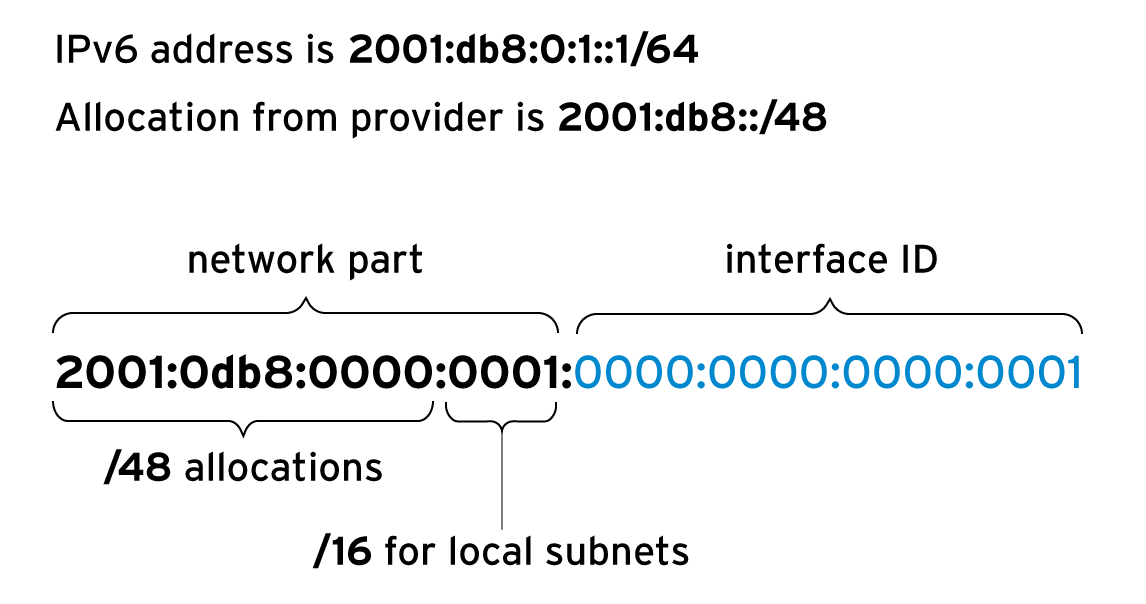 IPv6 address is 2001:db8:0:1::1/64
Allocation from provider is 2001:db8::/48
network part interface ID
2001:0db8:0000:0001:0000:0000:0000:0001
/48 allocations
/16 for local subnets